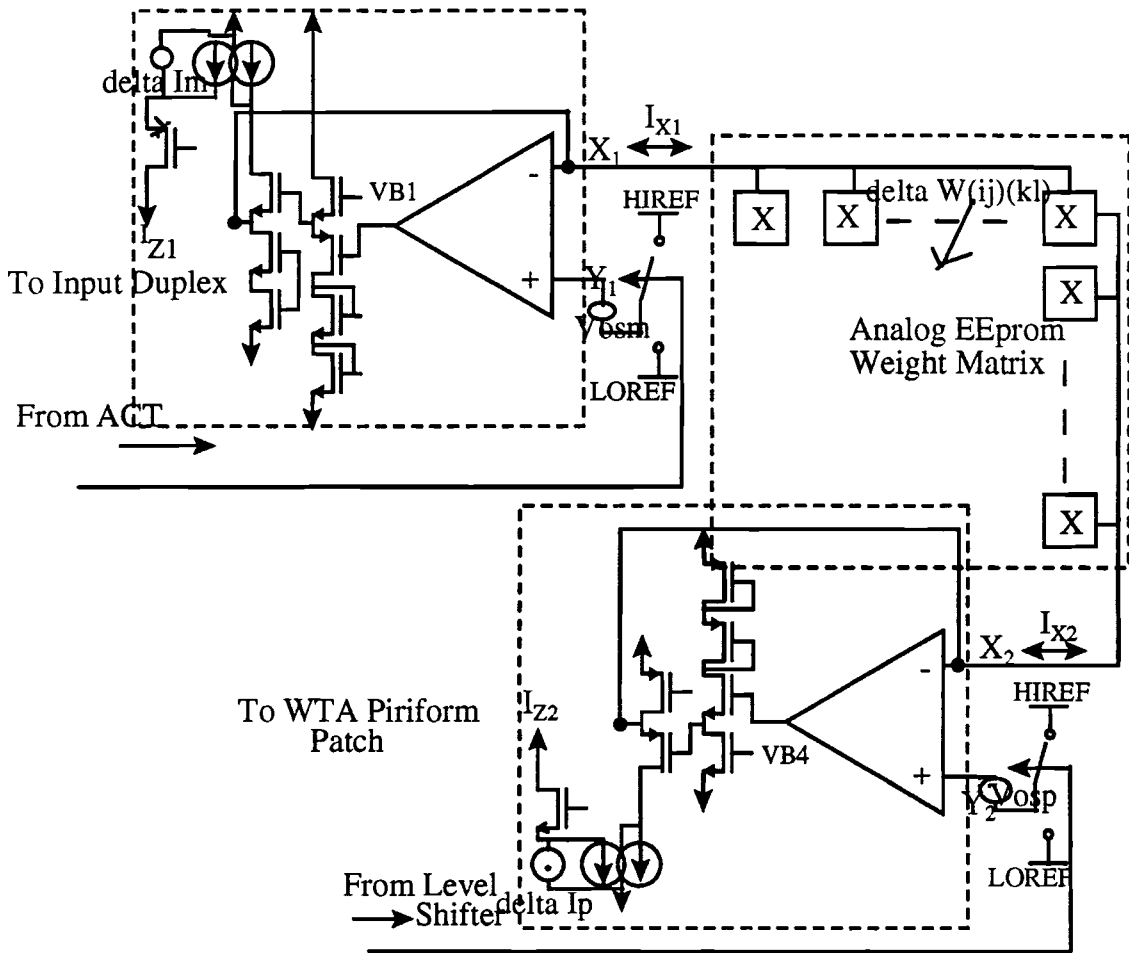 delta Im
I_Z1
To Input Duplex
From ACT
VB1
-
+
X_1
I_X1
HIREF
Y_1
Vosm
LOREF
delta W(ij)(kl)
X
X
X
X
X
Analog EEprom
Weight Matrix
To WTA Piriform
Patch
I_Z2
VB4
-
+
X_2
I_X2
HIREF
Y_2
Vosp
LOREF
From Level
Shifter
delta Ip